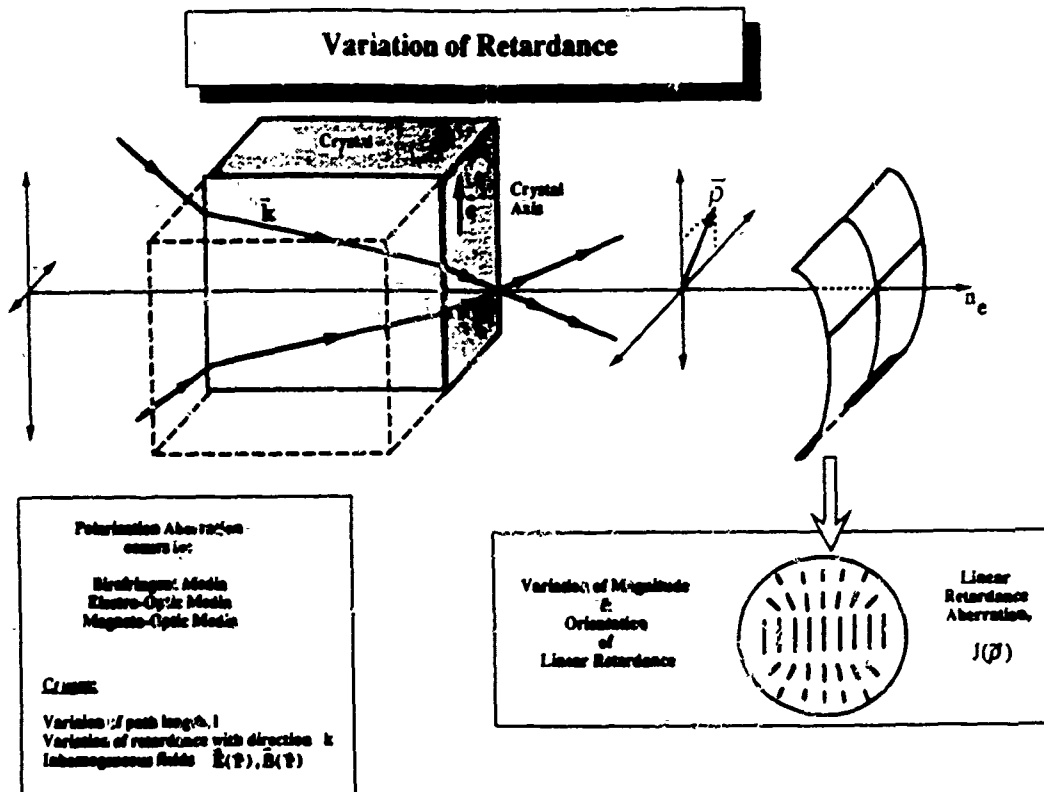 Variation of Retardance
Crystal
Crystal
Axis
k
ρ
n_e
Polarization Aberration
occurs in:
Birefringent Media
Electro-Optic Media
Magneto-Optic Media
Causes:
Variation of path length, l
Variation of retardance with direction k
Inhomogeneous fields
Variation of Magnitude
&
Orientation
of
Linear Retardance
Linear
Retardance
Aberration,
J(ρ)